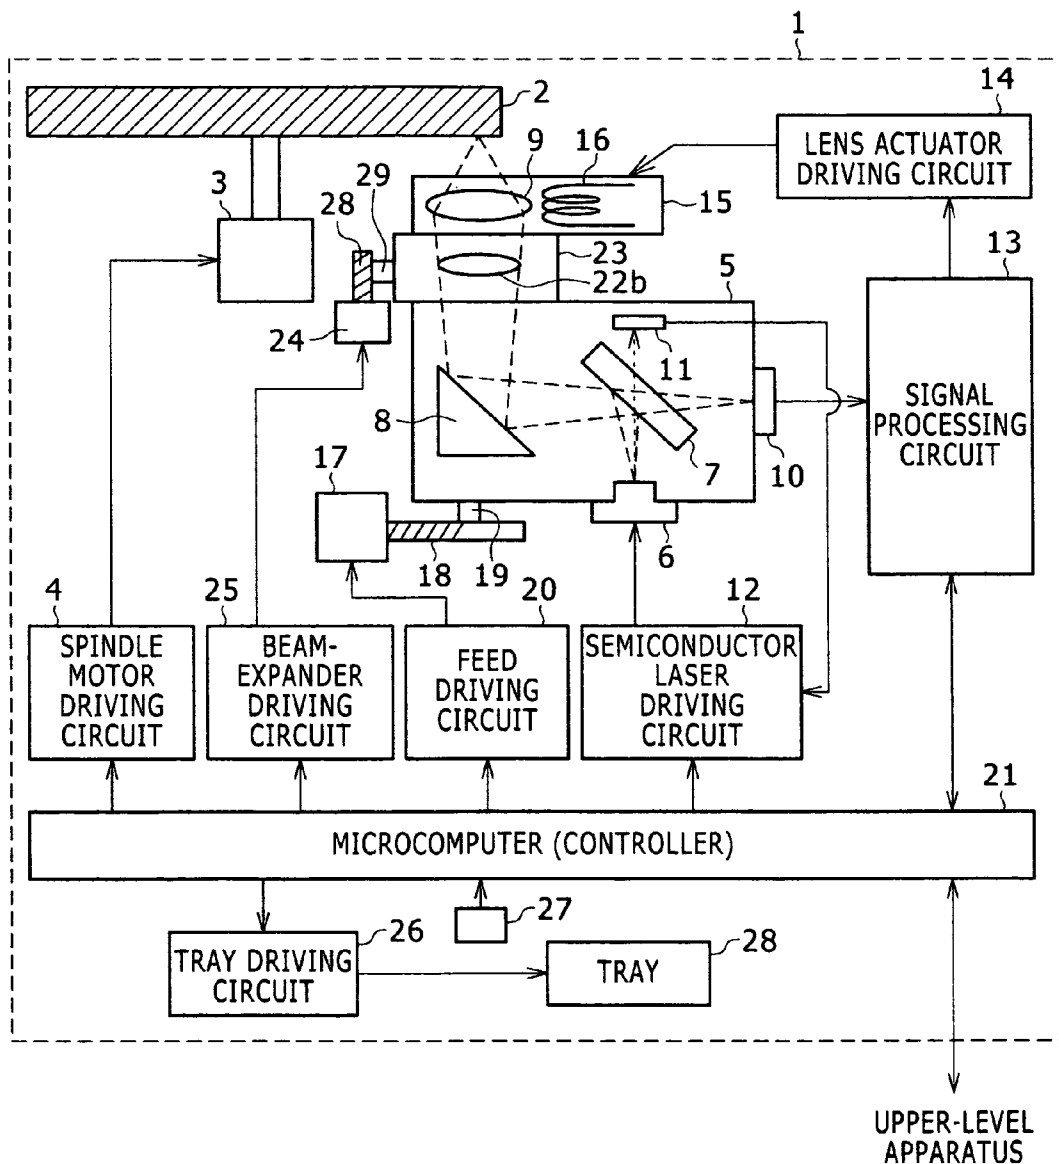 1
2
14
LENS ACTUATOR
DRIVING CIRCUIT
9
16
3
28
29
15
13
23
5
22b
24
11
SIGNAL
PROCESSING
CIRCUIT
8
7
10
17
18
19
6
4
25
20
12
SPINDLE
MOTOR
DRIVING
CIRCUIT
BEAM-
EXPANDER
DRIVING
CIRCUIT
FEED
DRIVING
CIRCUIT
SEMICONDUCTOR
LASER
DRIVING
CIRCUIT
21
MICROCOMPUTER (CONTROLLER)
26
27
28
TRAY DRIVING
CIRCUIT
TRAY
UPPER-LEVEL
APPARATUS